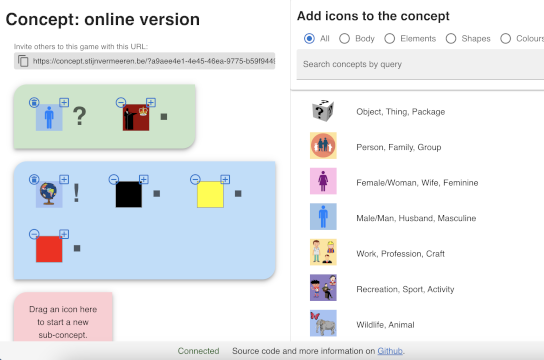 Concept: online version
Invite others to this game with this URL:
https://concept.stijnvermeeren.be/?a9aee4e1-4e45-46ea-9775-b59f944
?
!
Drag an icon here
to start a new
sub-concept.
Add icons to the concept
All Body Elements Shapes Colours
Search concepts by query
Object, Thing, Package
Person, Family, Group
Female/Woman, Wife, Feminine
Male/Man, Husband, Masculine
Work, Profession, Craft
Recreation, Sport, Activity
Wildlife, Animal
Connected Source code and more information on Github.